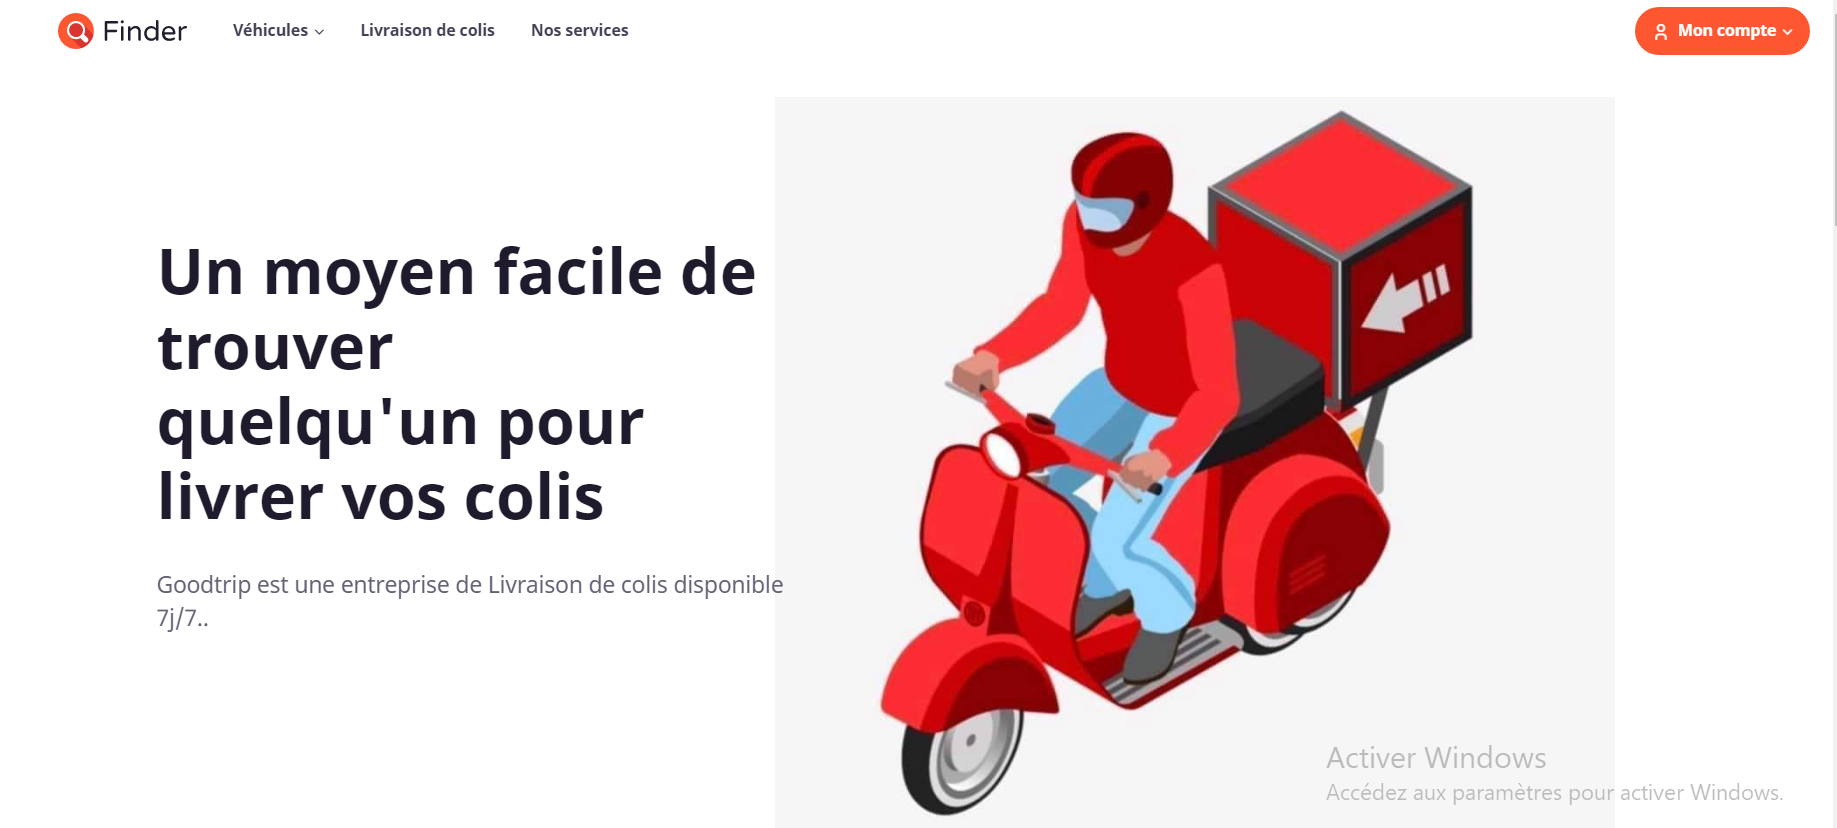 Finder
Véhicules
Livraison de colis
Nos services
Mon compte
Un moyen facile de
trouver
quelqu'un pour
livrer vos colis
Goodtrip est une entreprise de Livraison de colis disponible
7j/7..
Activer Windows
Accédez aux paramètres pour activer Windows.